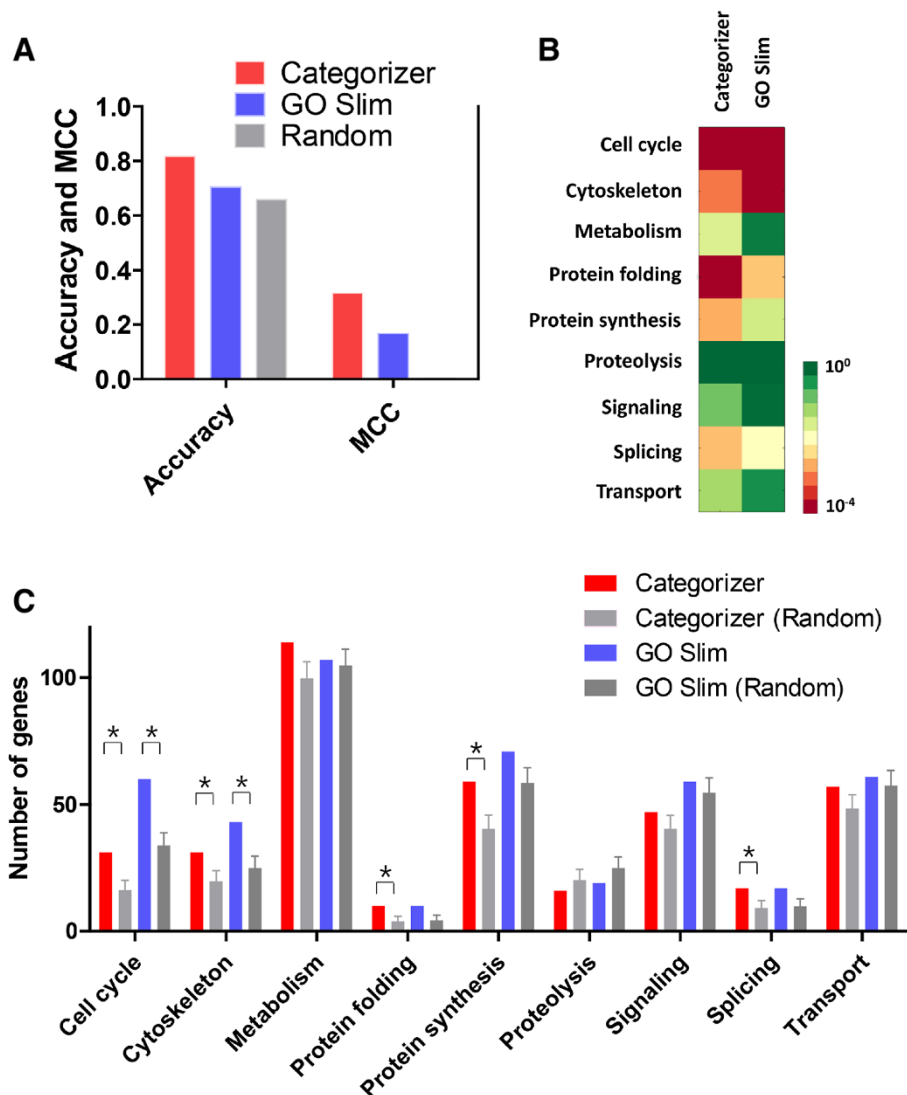 A
Categorizer
GO Slim
Random
Accuracy and MCC
1.0
0.8
0.6
0.4
0.2
0.0
Accuracy
MCC
B
Categorizer
GO Slim
Cell cycle
Cytoskeleton
Metabolism
Protein folding
Protein synthesis
Proteolysis
Signaling
Splicing
Transport
10⁰
10⁻⁴
C
Categorizer
Categorizer (Random)
GO Slim
GO Slim (Random)
Number of genes
100
50
0
* * * * * * *
Cell cycle
Cytoskeleton
Metabolism
Protein folding
Protein synthesis
Proteolysis
Signaling
Splicing
Transport